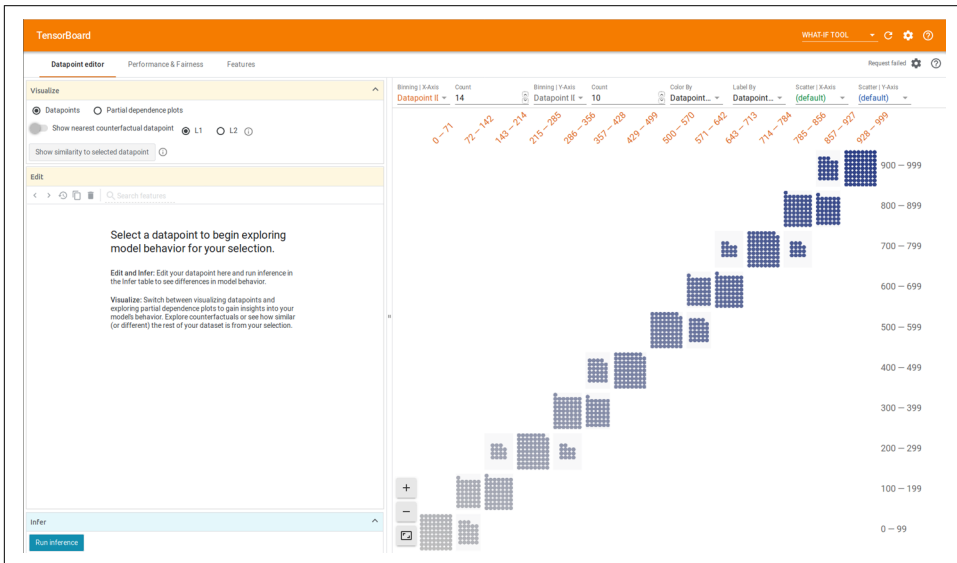 TensorBoard
WHAT-IF TOOL
Datapoint editor Performance & Fairness Features
Request failed
Visualize
Datapoints Partial dependence plots
Show nearest counterfactual datapoint L1 L2
Show similarity to selected datapoint
Edit
Search features
Select a datapoint to begin exploring
model behavior for your selection.
Edit and Infer: Edit your datapoint here and run inference in
the Infer table to see differences in model behavior.
Visualize: Switch between visualizing datapoints and
exploring partial dependence plots to gain insights into your
model's behavior. Explore counterfactuals or see how similar
(or different) the rest of your dataset is from your selection.
Infer
Run inference
Binning | X-Axis Count Binning | Y-Axis Count Color By Label By Scatter | X-Axis Scatter | Y-Axis
Datapoint II 14 Datapoint II 10 Datapoint... Datapoint... (default) (default)
0 – 71
72 – 142
143 – 214
215 – 285
286 – 356
357 – 428
429 – 499
500 – 570
571 – 642
643 – 713
714 – 784
785 – 856
857 – 927
928 – 999
900 – 999
800 – 899
700 – 799
600 – 699
500 – 599
400 – 499
300 – 399
200 – 299
100 – 199
0 – 99